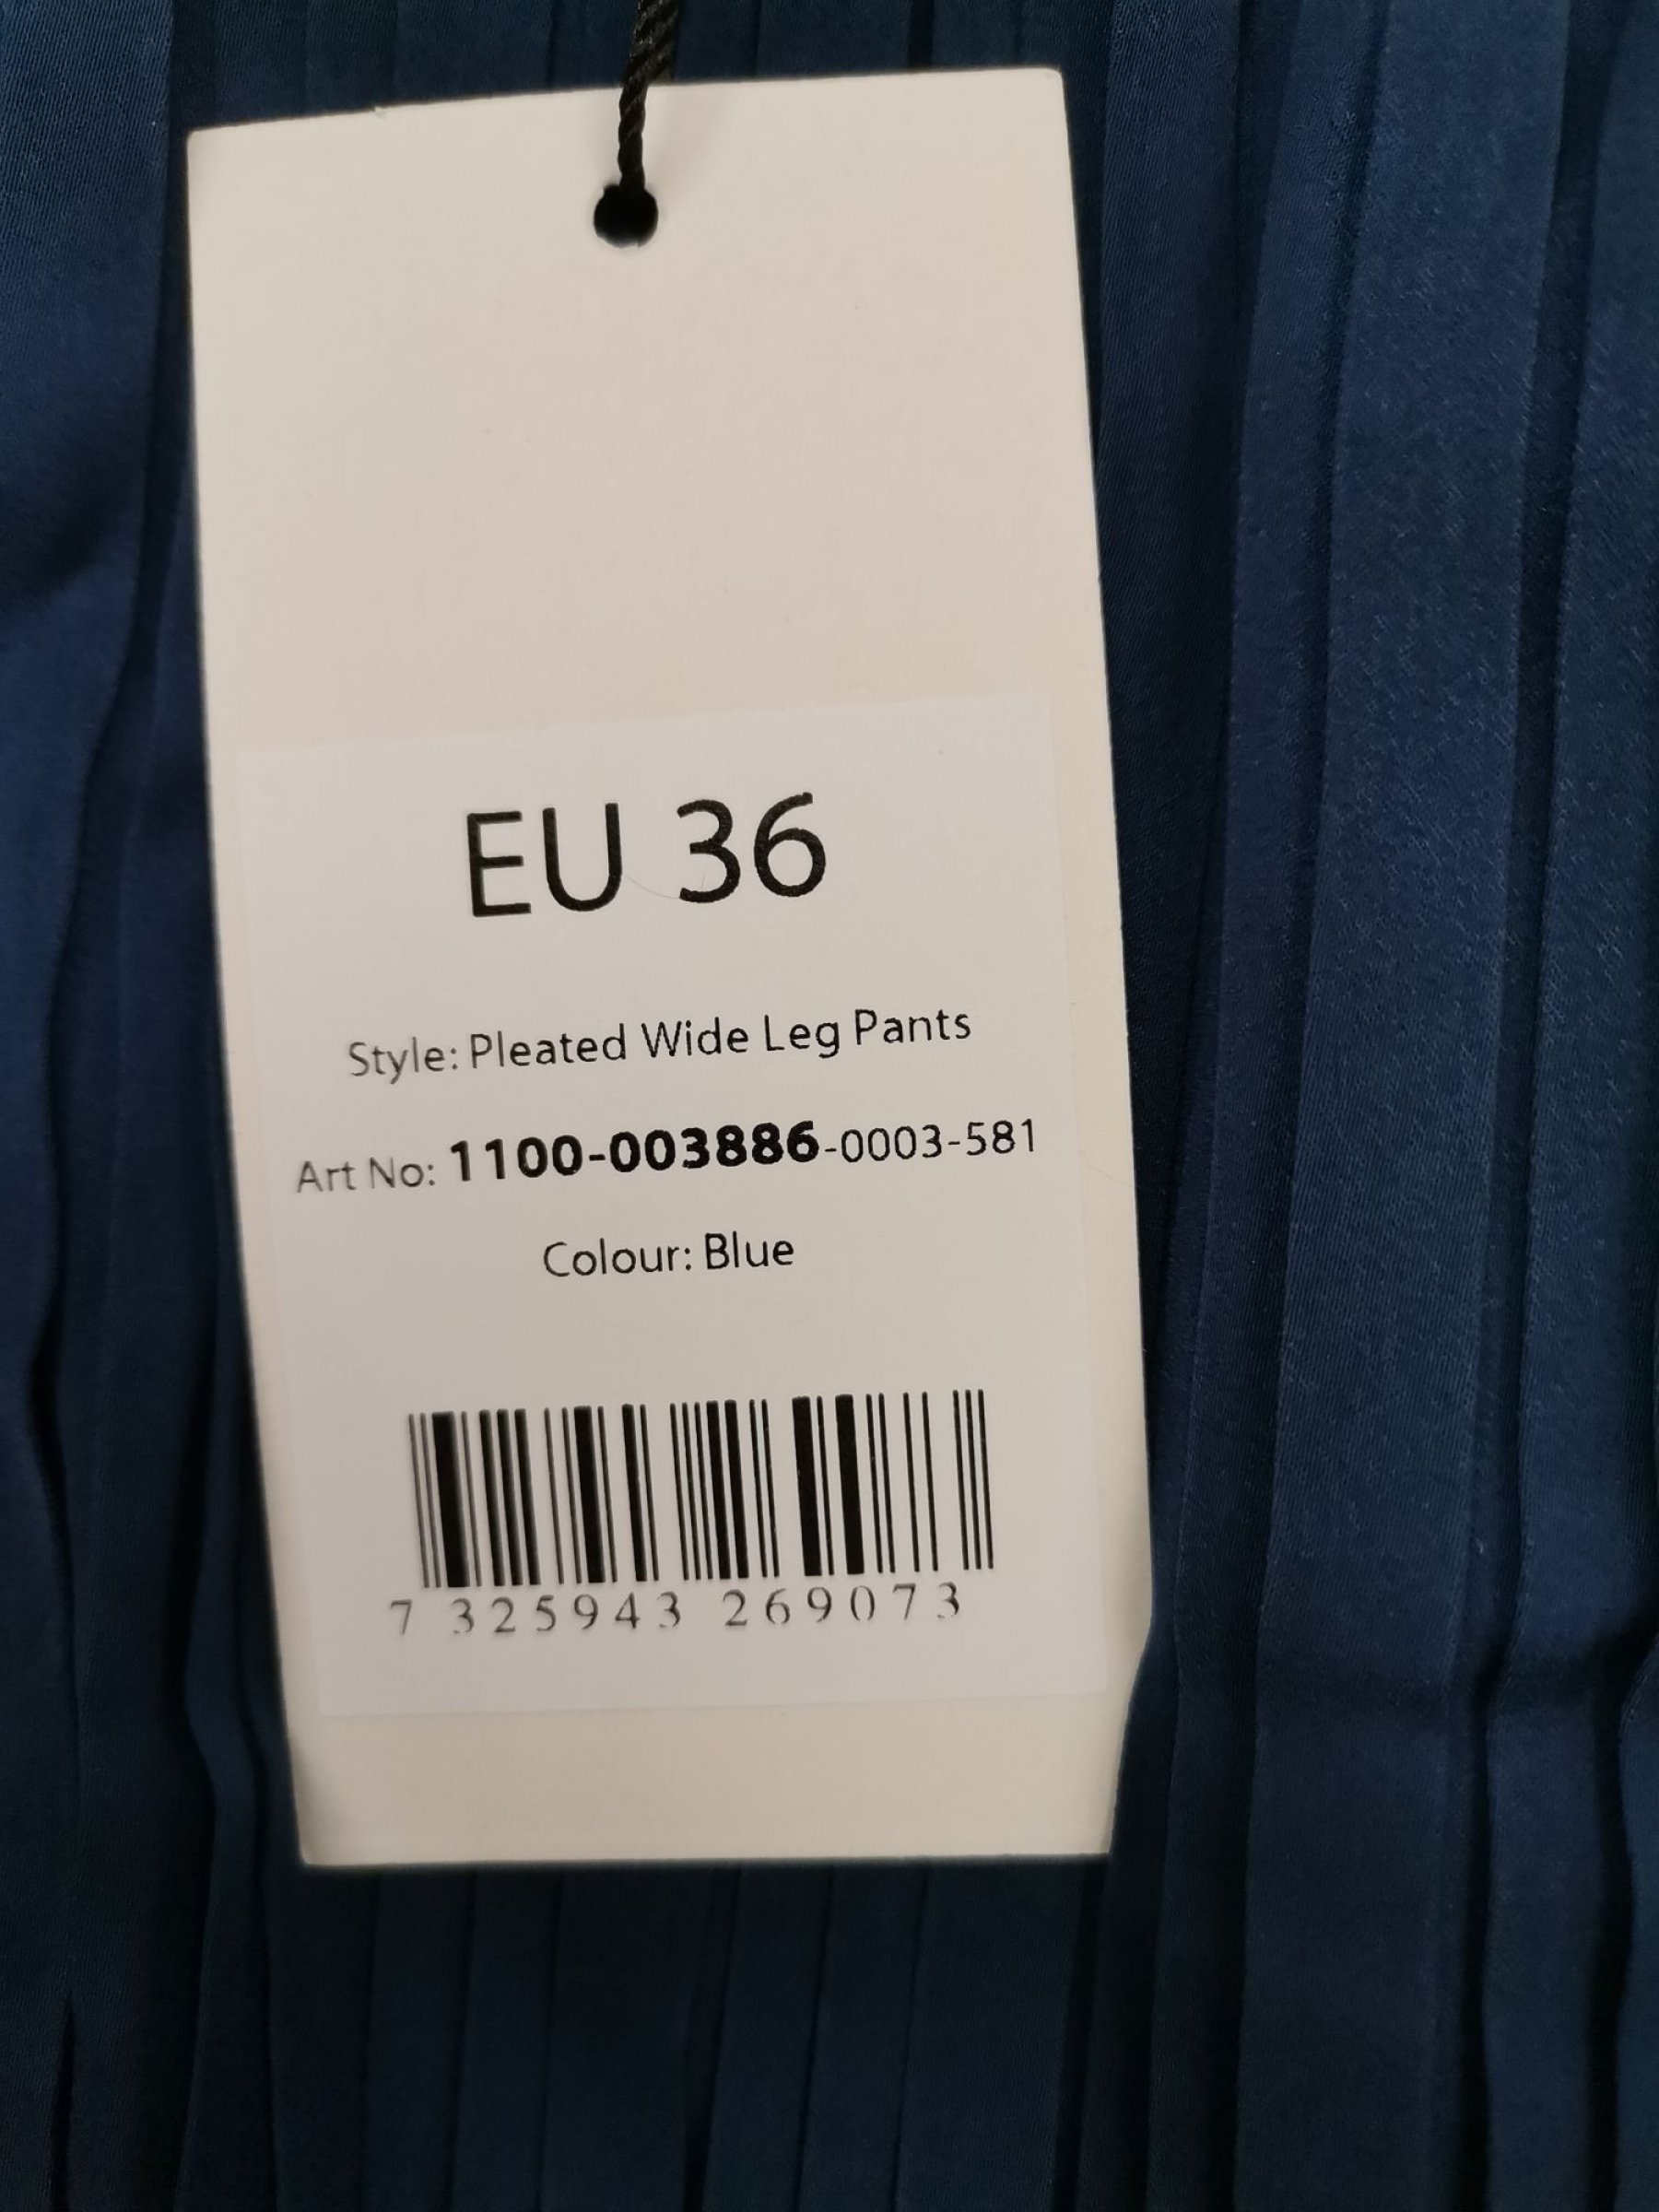 EU 36
Style: Pleated Wide Leg Pants
Art No: 1100-003886-0003-581
Colour: Blue
7 325943 269073